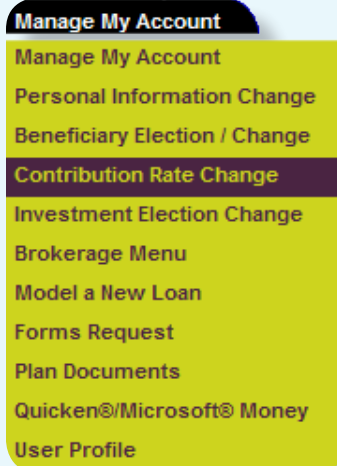 Manage My Account
Manage My Account
Personal Information Change
Beneficiary Election / Change
Contribution Rate Change
Investment Election Change
Brokerage Menu
Model a New Loan
Forms Request
Plan Documents
Quicken®/Microsoft® Money
User Profile